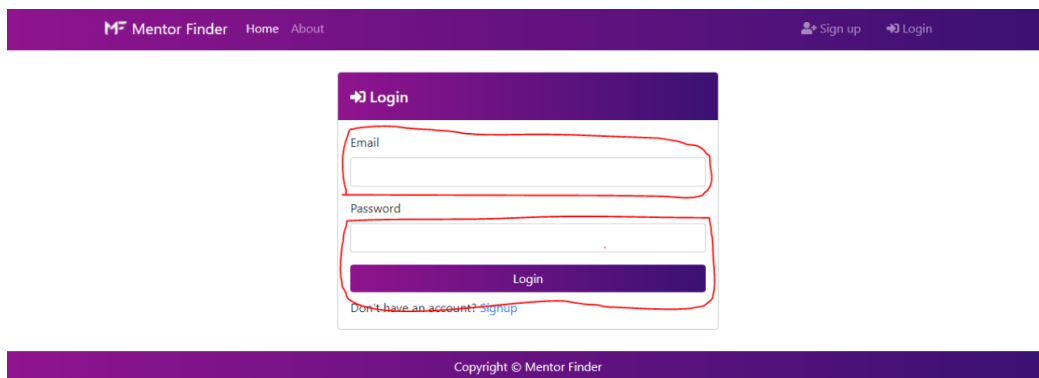 MF Mentor Finder Home About Sign up Login
Login
Email
Password
Login
Don't have an account? Signup
Copyright © Mentor Finder